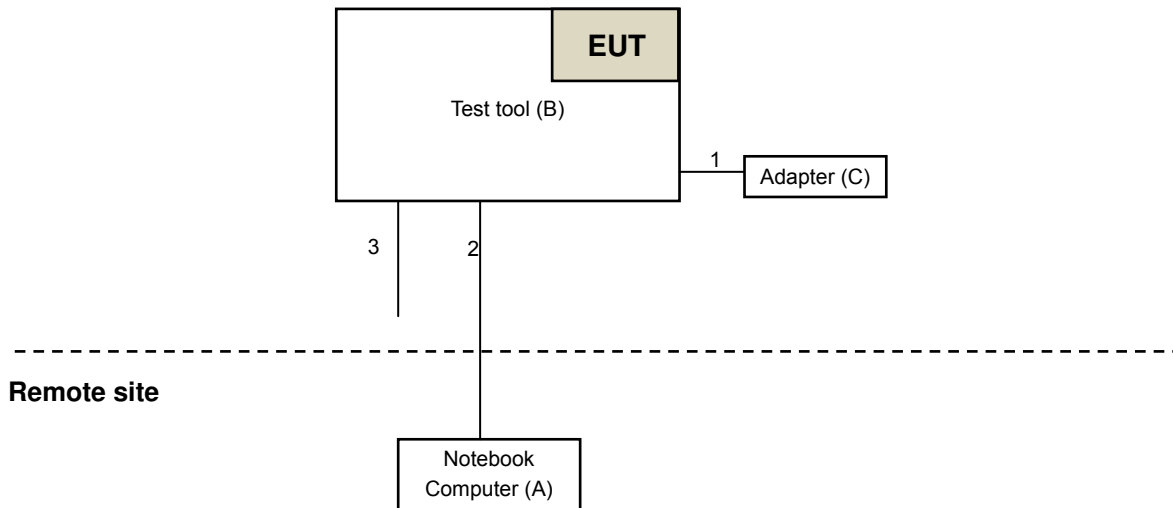 EUT
Test tool (B)
1
Adapter (C)
3
2
Remote site
Notebook
Computer (A)